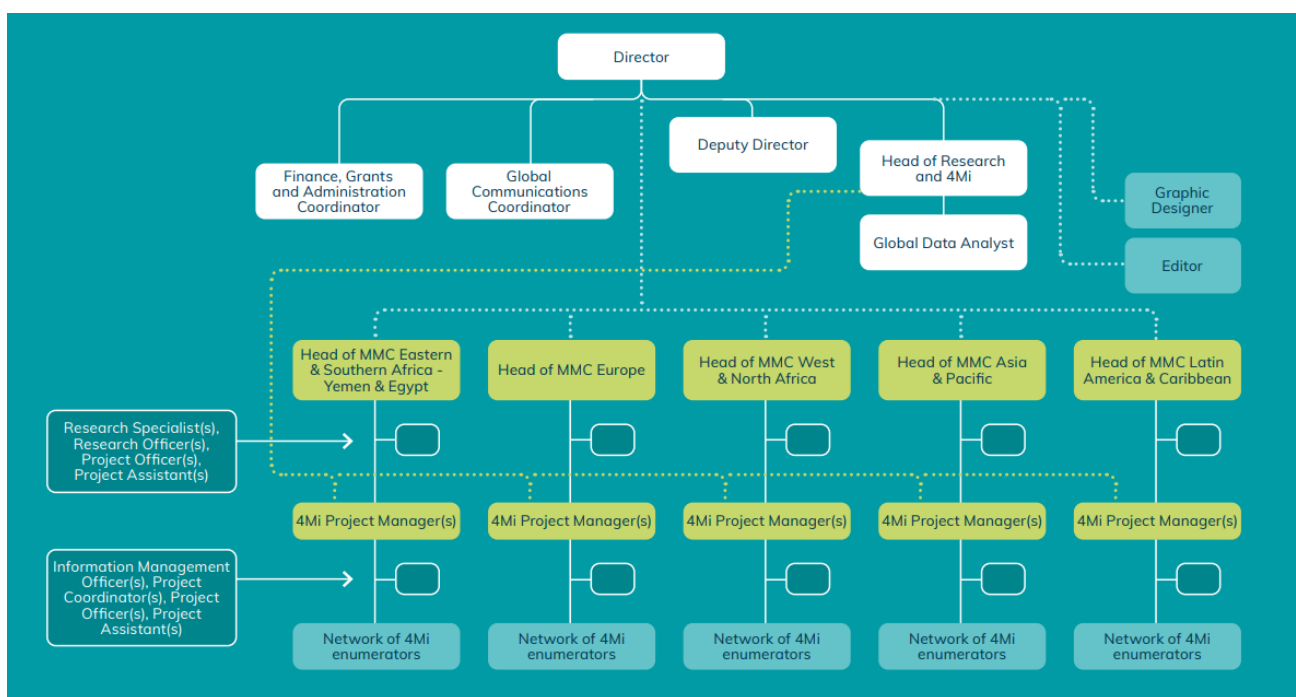 Director
Deputy Director
Finance, Grants
and Administration
Coordinator
Global
Communications
Coordinator
Head of Research
and 4Mi
Global Data Analyst
Graphic
Designer
Editor
Head of MMC Eastern
& Southern Africa -
Yemen & Egypt
Head of MMC Europe
Head of MMC West
& North Africa
Head of MMC Asia
& Pacific
Head of MMC Latin
America & Caribbean
Research Specialist(s),
Research Officer(s),
Project Officer(s),
Project Assistant(s)
4Mi Project Manager(s)
4Mi Project Manager(s)
4Mi Project Manager(s)
4Mi Project Manager(s)
4Mi Project Manager(s)
Information Management
Officer(s), Project
Coordinator(s), Project
Officer(s), Project
Assistant(s)
Network of 4Mi
enumerators
Network of 4Mi
enumerators
Network of 4Mi
enumerators
Network of 4Mi
enumerators
Network of 4Mi
enumerators